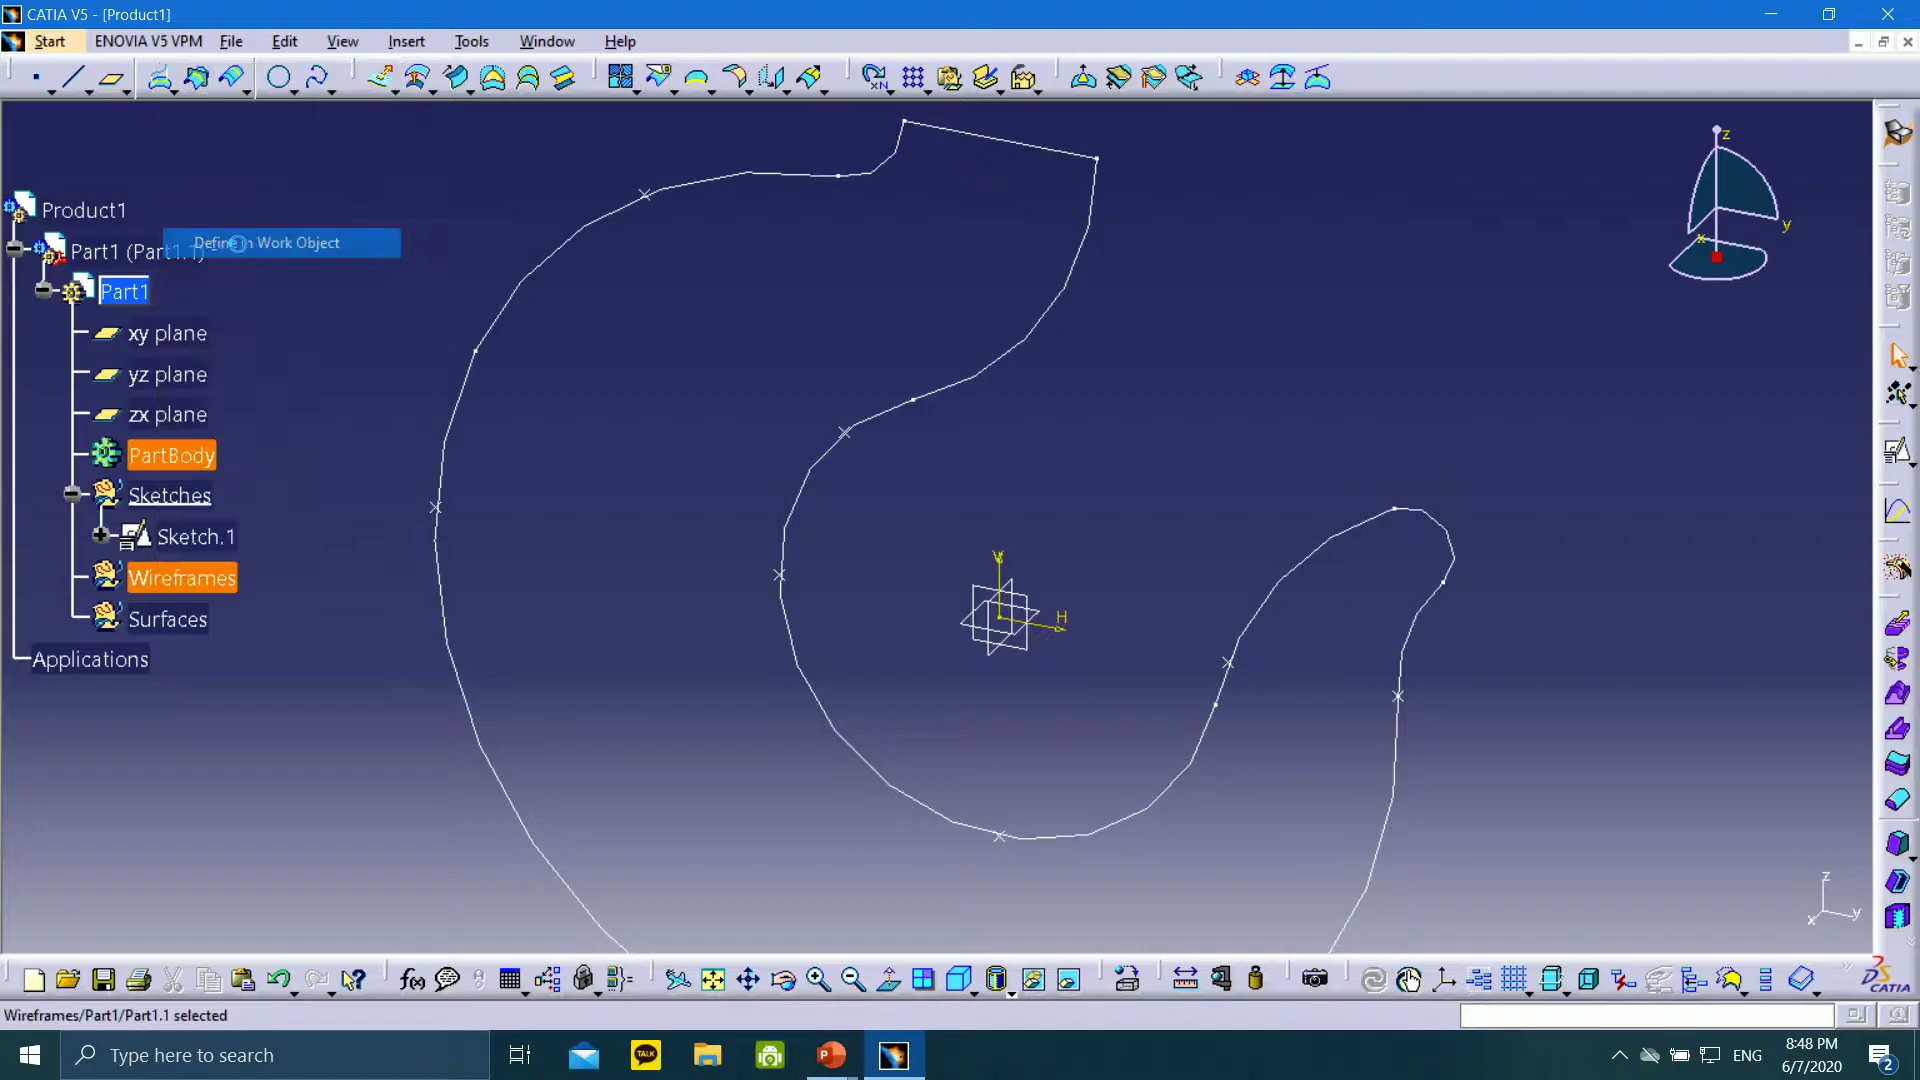 CATIA V5 - [Product1]
Start ENOVIA V5 VPM File Edit View Insert Tools Window Help
z
y
x
Product1
Define In Work Object
Part1 (Part1.1)
Part1
xy plane
yz plane
zx plane
PartBody
Sketches
Sketch.1
Wireframes
Surfaces
Applications
V
H
z
x
y
f(x)
CATIA
Wireframes/Part1/Part1.1 selected
Type here to search
TALK
P
ENG
8:48 PM
6/7/2020
2